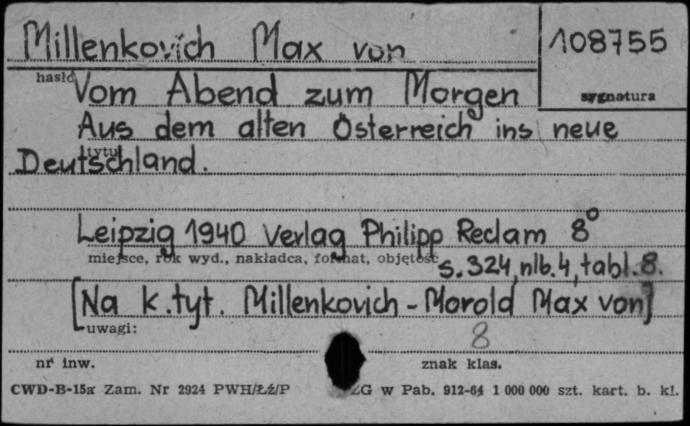 Millenkovich Max von
108755
hasło
sygnatura
Vom Abend zum Morgen
Aus dem alten Österreich ins neue
tytuł
Deutschland.
Leipzig 1940 Verlag Philipp Reclam 8°
miejsce, rok wyd., nakładca, format, objętość
s. 324, nlb. 4, tabl. 8.
[Na k. tyt. Millenkovich - Morold Max von]
uwagi:
8
nr inw.
znak klas.
CWD-B-15a Zam. Nr 2924 PWH/Łź/P ZG w Pab. 912-64 1 000 000 szt. kart. b. kl.